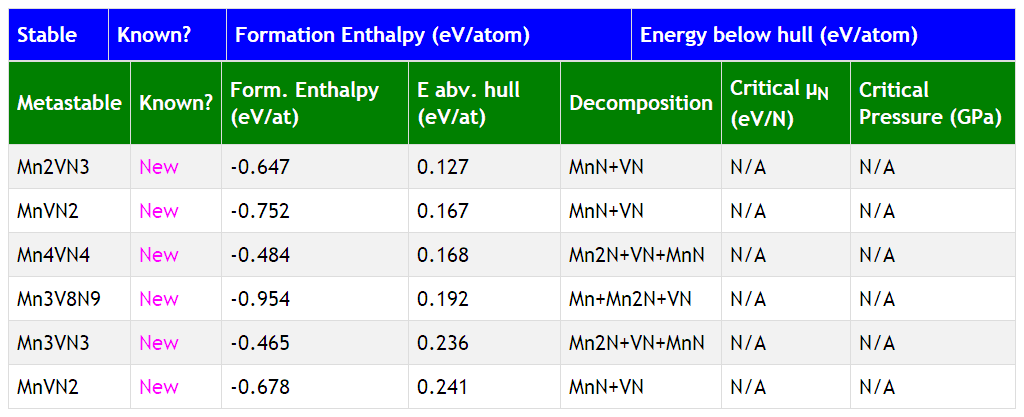 Stable Known? Formation Enthalpy (eV/atom) Energy below hull (eV/atom)
Metastable Known? Form. Enthalpy (eV/at) E abv. hull (eV/at) Decomposition Critical μN (eV/N) Critical Pressure (GPa)
Mn2VN3 New -0.647 0.127 MnN+VN N/A N/A
MnVN2 New -0.752 0.167 MnN+VN N/A N/A
Mn4VN4 New -0.484 0.168 Mn2N+VN+MnN N/A N/A
Mn3V8N9 New -0.954 0.192 Mn+Mn2N+VN N/A N/A
Mn3VN3 New -0.465 0.236 Mn2N+VN+MnN N/A N/A
MnVN2 New -0.678 0.241 MnN+VN N/A N/A